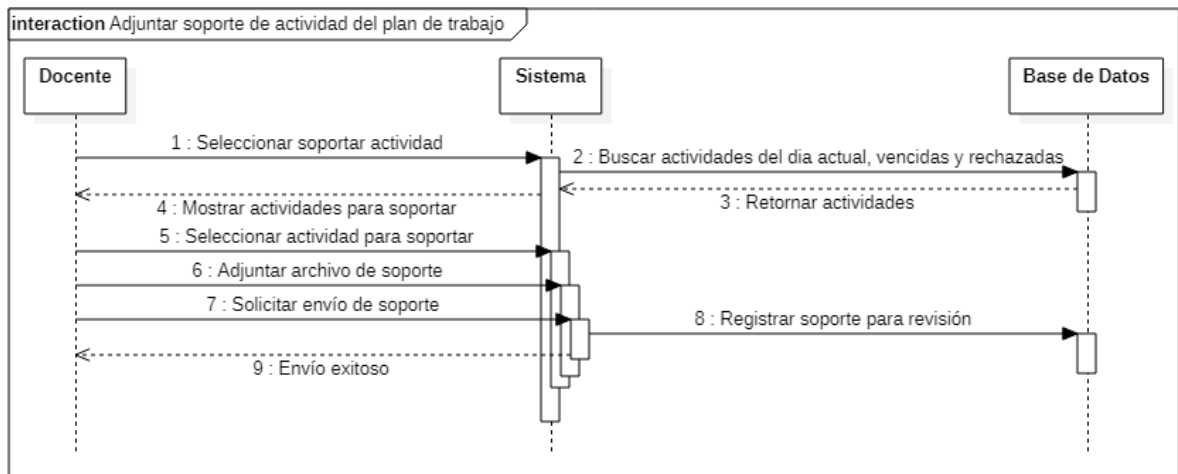 interaction Adjuntar soporte de actividad del plan de trabajo
Docente
Sistema
Base de Datos
1 : Seleccionar soportar actividad
2 : Buscar actividades del dia actual, vencidas y rechazadas
3 : Retornar actividades
4 : Mostrar actividades para soportar
5 : Seleccionar actividad para soportar
6 : Adjuntar archivo de soporte
7 : Solicitar envío de soporte
8 : Registrar soporte para revisión
9 : Envío exitoso